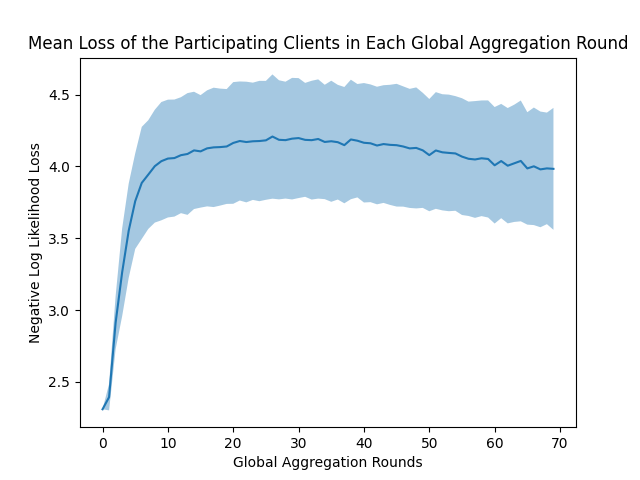 Mean Loss of the Participating Clients in Each Global Aggregation Round
Negative Log Likelihood Loss
4.5
4.0
3.5
3.0
2.5
0 10 20 30 40 50 60 70
Global Aggregation Rounds